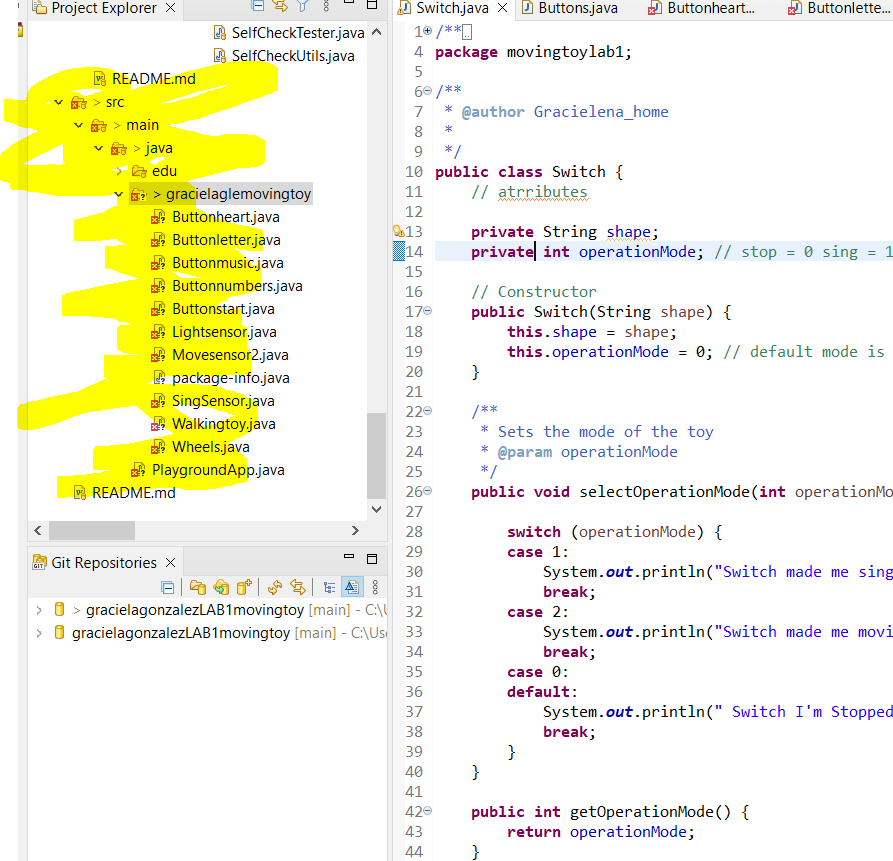 Project Explorer
SelfCheckTester.java
SelfCheckUtils.java
README.md
> src
> main
> java
edu
> gracielaglemovingtoy
Buttonheart.java
Buttonletter.java
Buttonmusic.java
Buttonnumbers.java
Buttonstart.java
Lightsensor.java
Movesensor2.java
package-info.java
SingSensor.java
Walkingtoy.java
Wheels.java
PlaygroundApp.java
README.md
Git Repositories
> gracielagonzalezLAB1movingtoy [main] - C:\U
gracielagonzalezLAB1movingtoy [main] - C:\Use
Switch.java Buttons.java Buttonheart... Buttonlette...
1 /**
4 package movingtoylab1;
5
6 /**
7 * @author Gracielena_home
8 *
9 */
10 public class Switch {
11 // atrributes
12
13 private String shape;
14 private int operationMode; // stop = 0 sing = 1
15
16 // Constructor
17 public Switch(String shape) {
18 this.shape = shape;
19 this.operationMode = 0; // default mode is
20 }
21
22 /**
23 * Sets the mode of the toy
24 * @param operationMode
25 */
26 public void selectOperationMode(int operationMo
27
28 switch (operationMode) {
29 case 1:
30 System.out.println("Switch made me sing
31 break;
32 case 2:
33 System.out.println("Switch made me movi
34 break;
35 case 0:
36 default:
37 System.out.println(" Switch I'm Stopped
38 break;
39 }
40 }
41
42 public int getOperationMode() {
43 return operationMode;
44 }